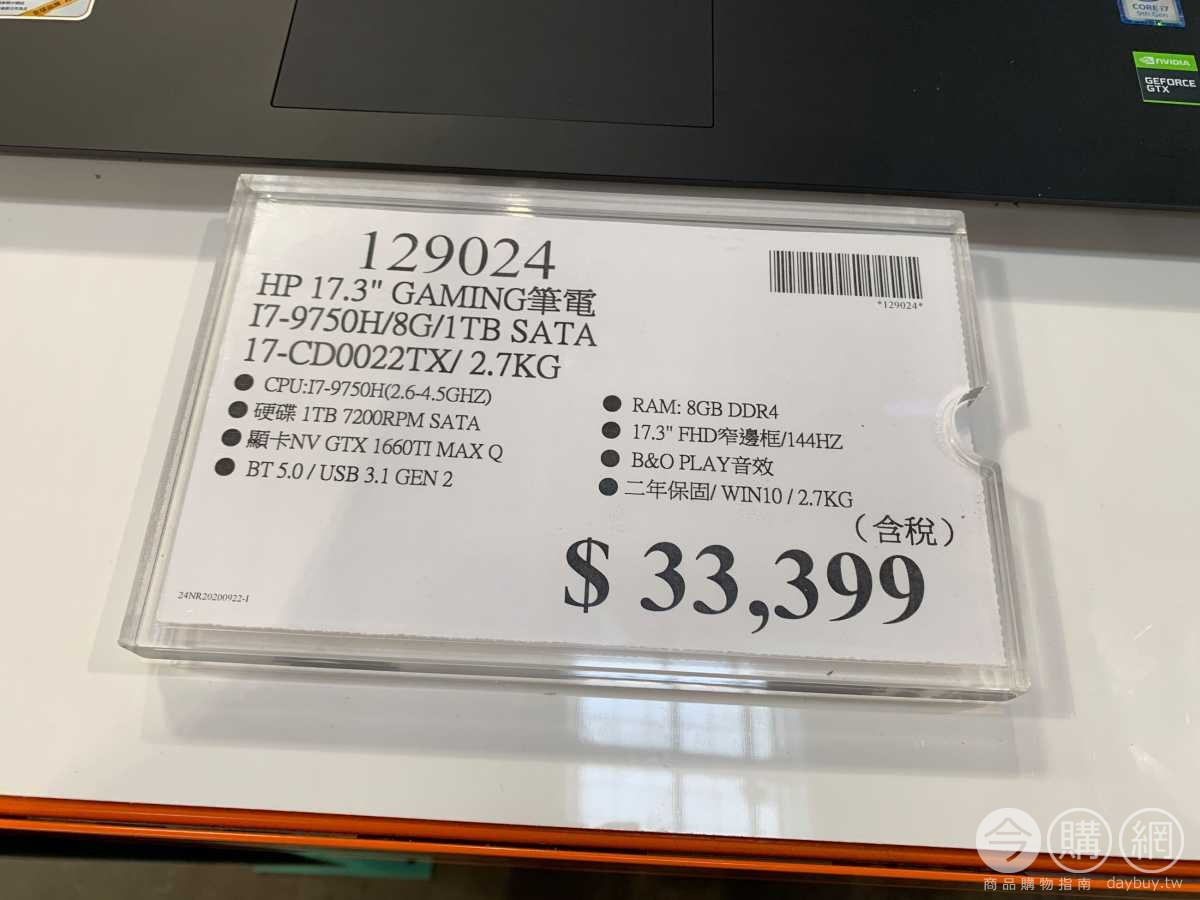 CORE i7
9th Gen
NVIDIA
GEFORCE
GTX
129024
*129024*
HP 17.3" GAMING筆電
I7-9750H/8G/1TB SATA
17-CD0022TX/ 2.7KG
● CPU:I7-9750H(2.6-4.5GHZ)
● 硬碟 1TB 7200RPM SATA
● 顯卡NV GTX 1660TI MAX Q
● BT 5.0 / USB 3.1 GEN 2
● RAM: 8GB DDR4
● 17.3" FHD窄邊框/144HZ
● B&O PLAY音效
● 二年保固/ WIN10 / 2.7KG
（含稅）
$ 33,399
24NR20200922-I
今購網
商品購物指南 daybuy.tw